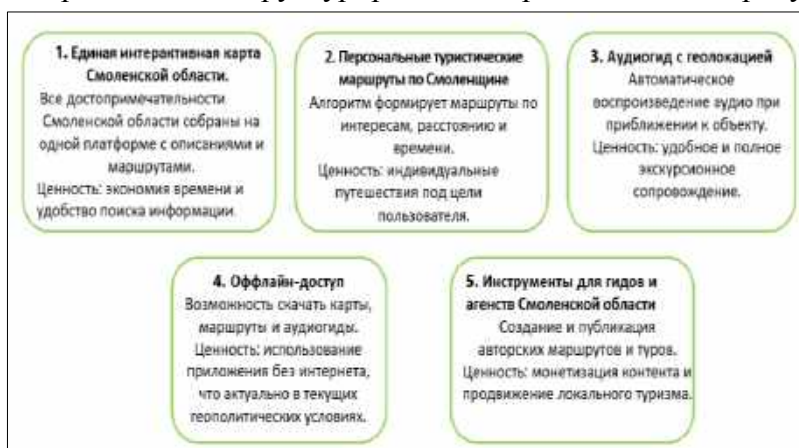 1. Единая интерактивная карта
Смоленской области.
Все достопримечательности
Смоленской области собраны на
одной платформе с описаниями и
маршрутами.
Ценность: экономия времени и
удобство поиска информации.
2. Персональные туристические
маршруты по Смоленщине
Алгоритм формирует маршруты по
интересам, расстоянию и
времени.
Ценность: индивидуальные
путешествия под цели
пользователя.
3. Аудиогид с геолокацией
Автоматическое
воспроизведение аудио при
приближении к объекту.
Ценность: удобное и полное
экскурсионное
сопровождение.
4. Оффлайн-доступ
Возможность скачать карты,
маршруты и аудиогиды.
Ценность: использование
приложения без интернета,
что актуально в текущих
геополитических условиях.
5. Инструменты для гидов и
агенств Смоленской области
Создание и публикация
авторских маршрутов и туров.
Ценность: монетизация контента и
продвижение локального туризма.